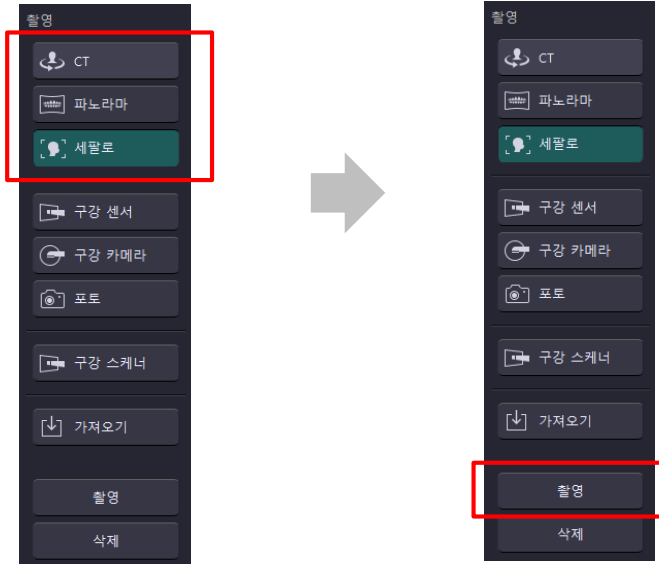 촬영
CT
파노라마
세팔로
구강 센서
구강 카메라
포토
구강 스케너
가져오기
촬영
삭제
촬영
CT
파노라마
세팔로
구강 센서
구강 카메라
포토
구강 스케너
가져오기
촬영
삭제